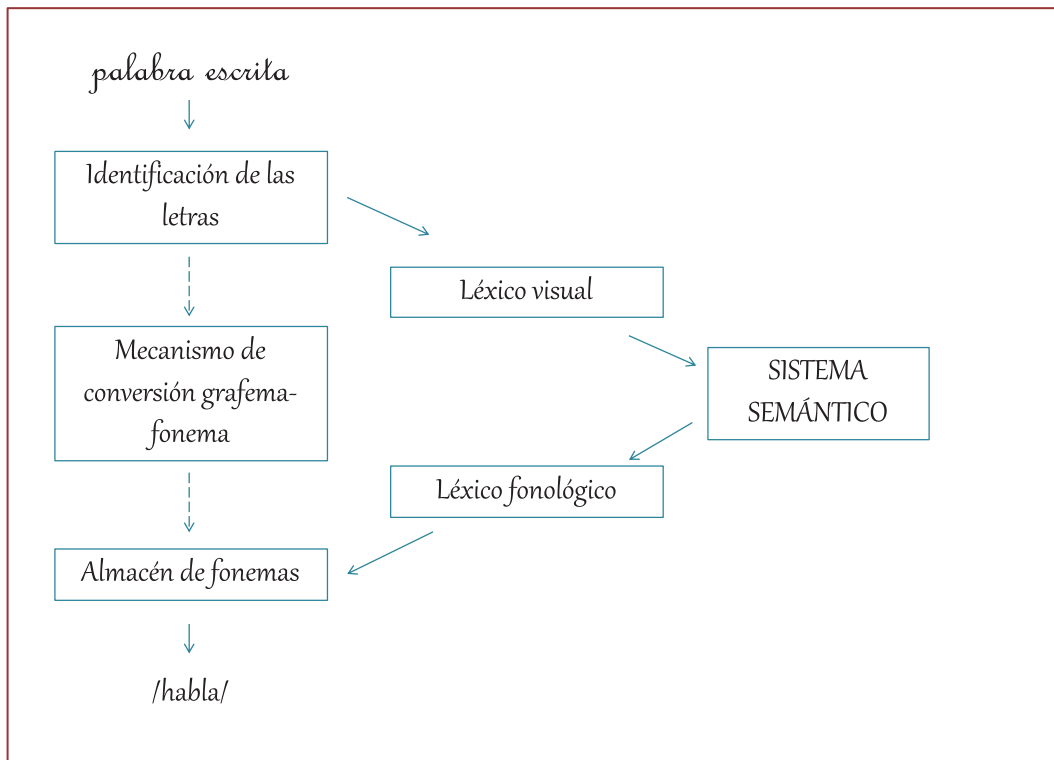 palabra escrita
Identificación de las
letras
Léxico visual
Mecanismo de
conversión grafema-
fonema
SISTEMA
SEMÁNTICO
Léxico fonológico
Almacén de fonemas
/habla/